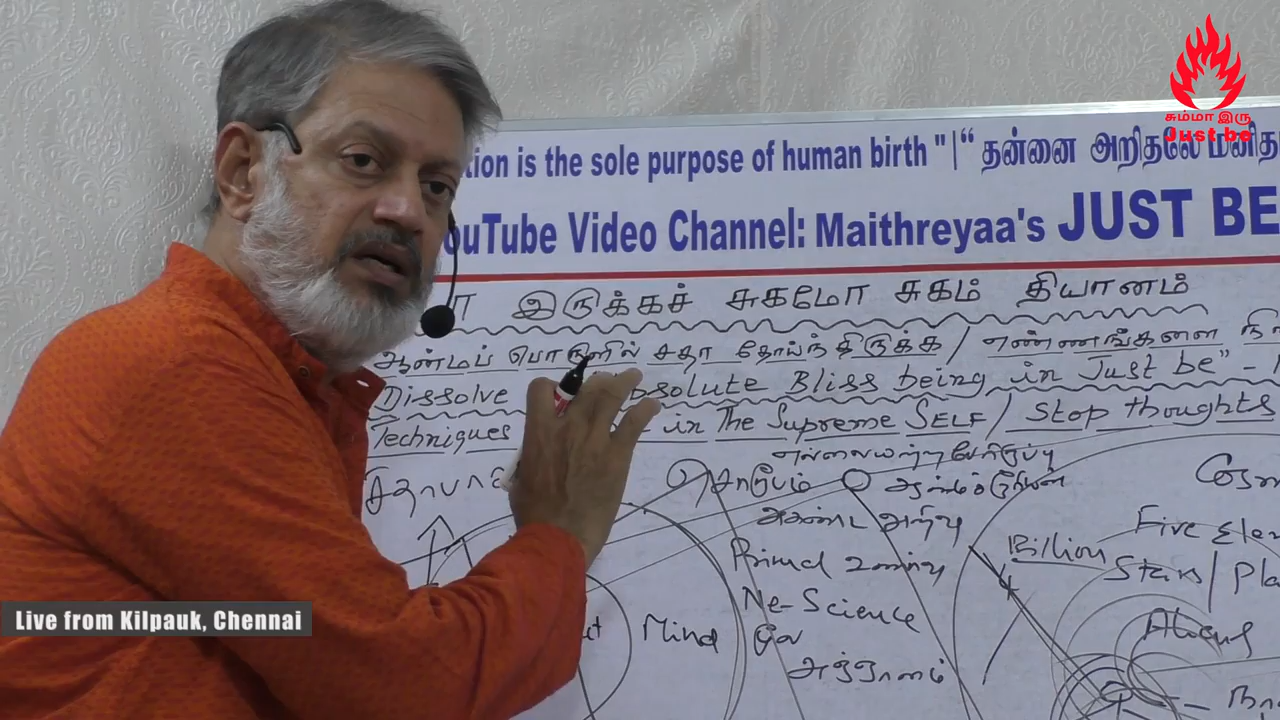 சும்மா இரு
Just be
tion is the sole purpose of human birth " | “ தன்னை அறிதலே மனித
ouTube Video Channel: Maithreyaa's JUST BE
ா இருக்கச் சுகமோ சுகம் தியானம்
ஆன்மப் பொருளில் சதா தோய்ந்திருக்க / எண்ணங்களை நி
Dissolve Absolute Bliss being in Just be" -
Techniques in The Supreme SELF / Stop thoughts
எல்லையற்ற பேரிருப்பு
அகண்ட அறிவு
Five Ele
Primal உணர்வு
Billion
Stars / Pla
Ne-Science
Mind
அஞ்ஞானம்
Live from Kilpauk, Chennai